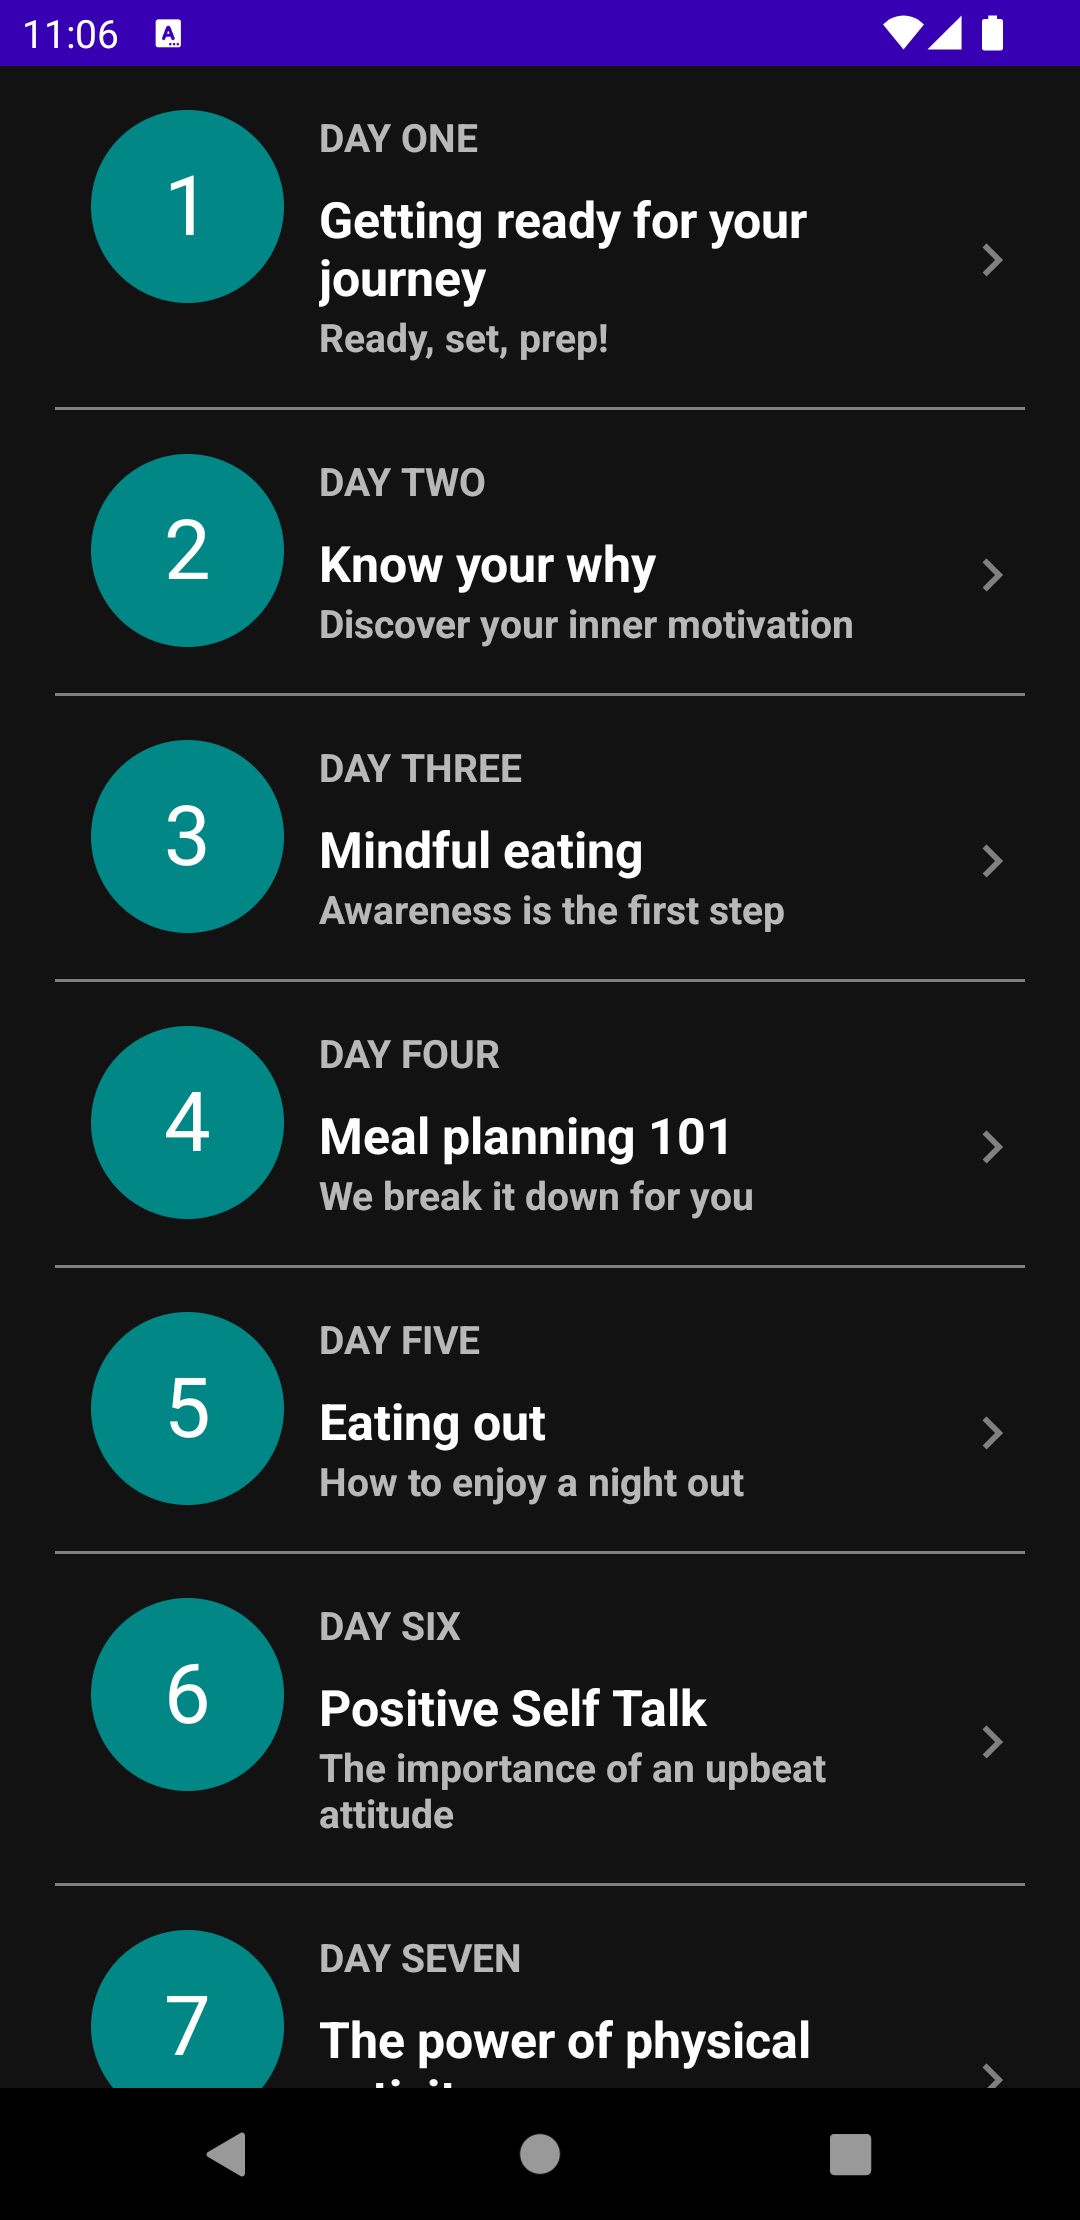 11:06
1
DAY ONE
Getting ready for your
journey
Ready, set, prep!
2
DAY TWO
Know your why
Discover your inner motivation
3
DAY THREE
Mindful eating
Awareness is the first step
4
DAY FOUR
Meal planning 101
We break it down for you
5
DAY FIVE
Eating out
How to enjoy a night out
6
DAY SIX
Positive Self Talk
The importance of an upbeat
attitude
7
DAY SEVEN
The power of physical